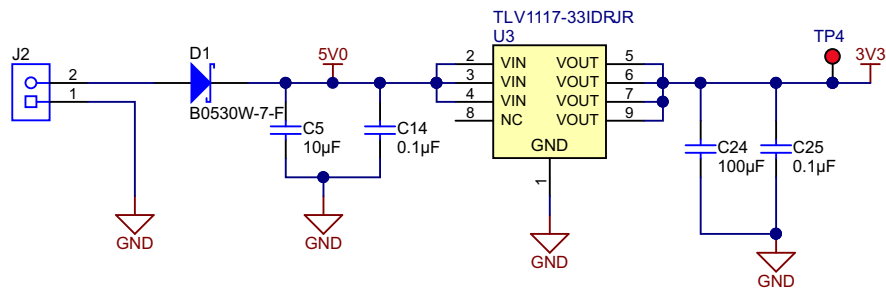 TLV1117-33IDRJR
U3
J2
D1
5V0
TP4
3V3
2
1
B0530W-7-F
2 VIN VOUT 5
3 VIN VOUT 6
4 VIN VOUT 7
8 NC VOUT 9
GND
1
C5
10µF
C14
0.1µF
C24
100µF
C25
0.1µF
GND
GND
GND
GND